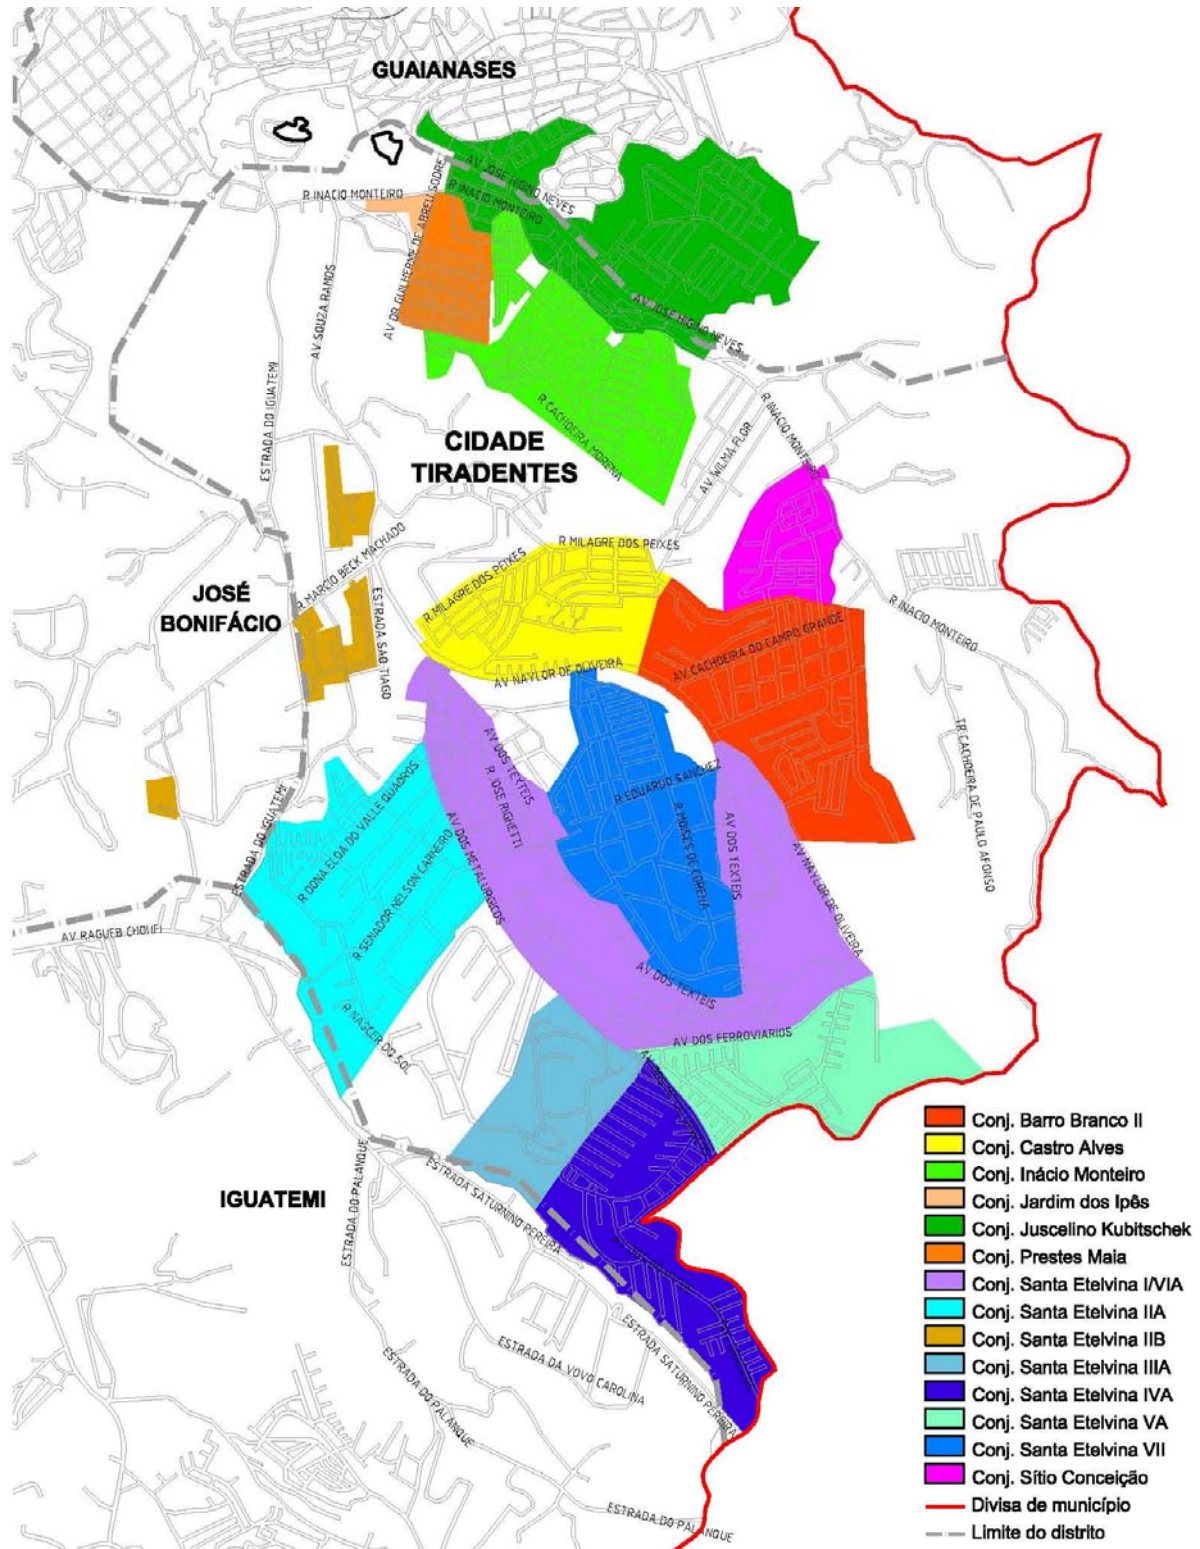 GUAIANASES
AV JOSE HIGINO NEVES
R INACIO MONTEIRO
R INACIO MONTEIRO
AV DR GUILHERME DE ABREU SODRE
AV SOUZA RAMOS
ESTRADA DO IGUATEMI
AV JOSE HIGINO NEVES
R CACHOEIRA MORENA
R INACIO MONTEIRO
AV WILMA FLOR
CIDADE
TIRADENTES
R MARCIO BECK MACHADO
R MILAGRE DOS PEIXES
R MILAGRE DOS PEIXES
JOSÉ
BONIFÁCIO
ESTRADA SAO TIAGO
AV NAYLOR DE OLIVEIRA
AV CACHOEIRA DO CAMPO GRANDE
R INACIO MONTEIRO
TR CACHOEIRA DE PAULO AFONSO
AV DOS TEXTEIS
R JOSE RIGHETTI
R EDUARDO SANCHEZ
R MOISES DE CORENA
AV DOS TEXTEIS
AV NAYLOR DE OLIVEIRA
ESTRADA DO IGUATEMI
R DONA ELOA DO VALLE QUADROS
R SENADOR NELSON CARNEIRO
AV DOS METALURGICOS
AV RAGUEB CHOHFI
R NASCER DO SOL
AV DOS TEXTEIS
AV DOS FERROVIARIOS
IGUATEMI
ESTRADA DO PALANQUE
ESTRADA SATURNINO PEREIRA
ESTRADA SATURNINO PEREIRA
ESTRADA DA VOVO CAROLINA
ESTRADA DO PALANQUE
ESTRADA DO PALANQUE
Conj. Barro Branco II
Conj. Castro Alves
Conj. Inácio Monteiro
Conj. Jardim dos Ipês
Conj. Juscelino Kubitschek
Conj. Prestes Maia
Conj. Santa Etelvina I/VIA
Conj. Santa Etelvina IIA
Conj. Santa Etelvina IIB
Conj. Santa Etelvina IIIA
Conj. Santa Etelvina IVA
Conj. Santa Etelvina VA
Conj. Santa Etelvina VII
Conj. Sítio Conceição
Divisa de município
Limite do distrito